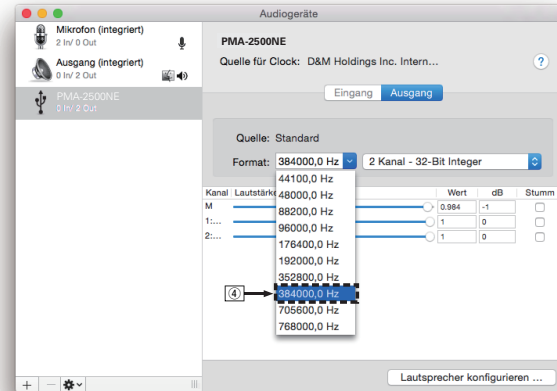 Audiogeräte
Mikrofon (integriert)
2 In/ 0 Out
Ausgang (integriert)
0 In/ 2 Out
PMA-2500NE
0 In/ 2 Out
PMA-2500NE
Quelle für Clock: D&M Holdings Inc. Intern...
?
Eingang Ausgang
Quelle: Standard
Format: 384000,0 Hz 2 Kanal - 32-Bit Integer
44100,0 Hz
48000,0 Hz
88200,0 Hz
96000,0 Hz
176400,0 Hz
192000,0 Hz
352800,0 Hz
④ 384000,0 Hz
705600,0 Hz
768000,0 Hz
Kanal Lautstärke Wert dB Stumm
M 0.984 -1
1:... 1 0
2:... 1 0
Lautsprecher konfigurieren ...